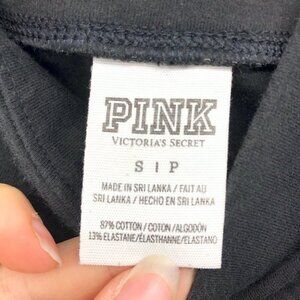 PINK
VICTORIA'S SECRET
S | P
MADE IN SRI LANKA / FAIT AU
SRI LANKA / HECHO EN SRI LANKA
87% COTTON / COTON / ALGODÓN
13% ELASTANE/ÉLASTHANNE/ELASTANO